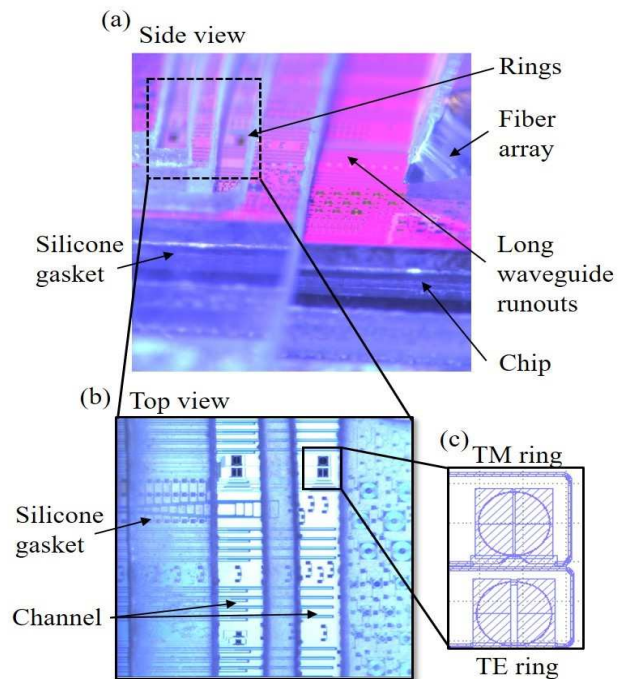 (a)
Side view
Rings
Fiber
array
Silicone
gasket
Long
waveguide
runouts
Chip
(b)
Top view
(c)
TM ring
Silicone
gasket
Channel
TE ring